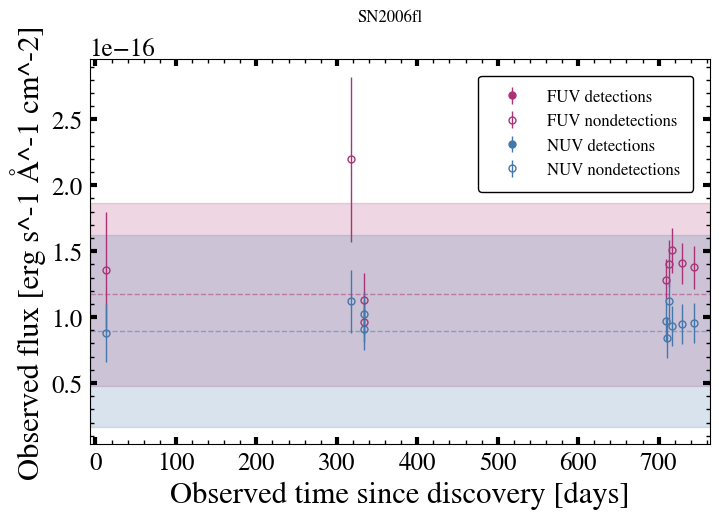 SN2006fl
1e−16
Observed flux [erg s^-1 Å^-1 cm^-2]
2.5
2.0
1.5
1.0
0.5
FUV detections
FUV nondetections
NUV detections
NUV nondetections
0 100 200 300 400 500 600 700
Observed time since discovery [days]